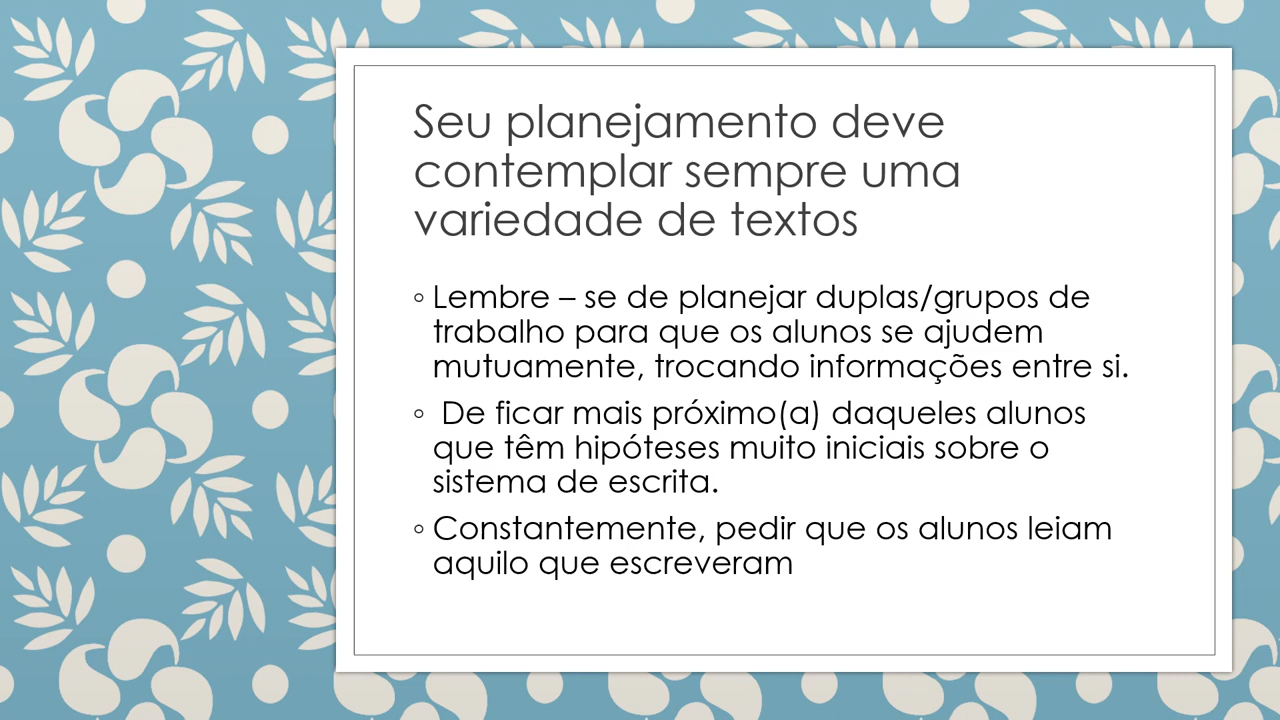 Seu planejamento deve
contemplar sempre uma
variedade de textos
◦ Lembre – se de planejar duplas/grupos de
trabalho para que os alunos se ajudem
mutuamente, trocando informações entre si.
◦ De ficar mais próximo(a) daqueles alunos
que têm hipóteses muito iniciais sobre o
sistema de escrita.
◦ Constantemente, pedir que os alunos leiam
aquilo que escreveram